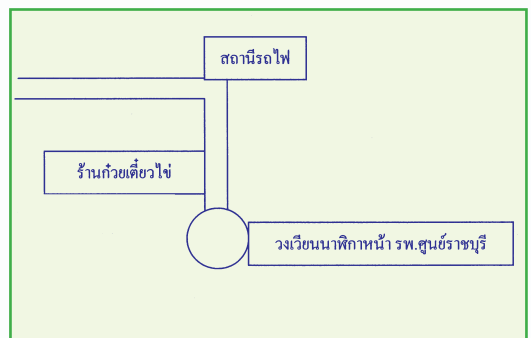 สถานีรถไฟ
ร้านก๋วยเตี๋ยวไข่
วงเวียนนาฬิกาหน้า รพ.ศูนย์ราชบุรี